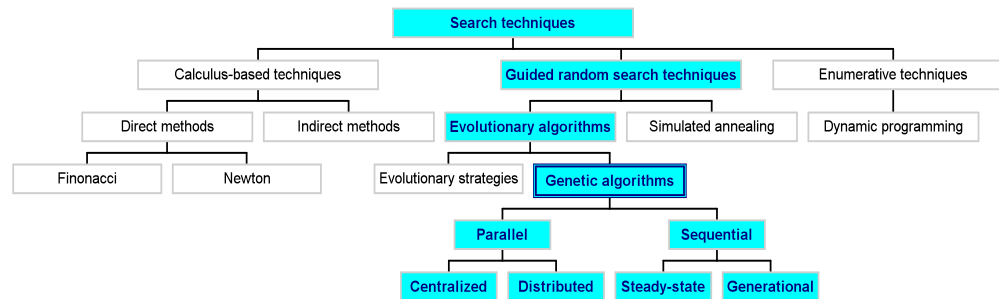 Search techniques
Calculus-based techniques
Guided random search techniques
Enumerative techniques
Direct methods
Indirect methods
Evolutionary algorithms
Simulated annealing
Dynamic programming
Finonacci
Newton
Evolutionary strategies
Genetic algorithms
Parallel
Sequential
Centralized
Distributed
Steady-state
Generational